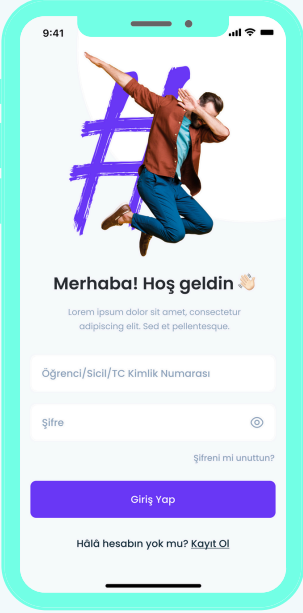 9:41
#
Merhaba! Hoş geldin 👋🏻
Lorem ipsum dolor sit amet, consectetur
adipiscing elit. Sed et pellentesque.
Öğrenci/Sicil/TC Kimlik Numarası
Şifre
Şifreni mi unuttun?
Giriş Yap
Hâlâ hesabın yok mu? Kayıt Ol